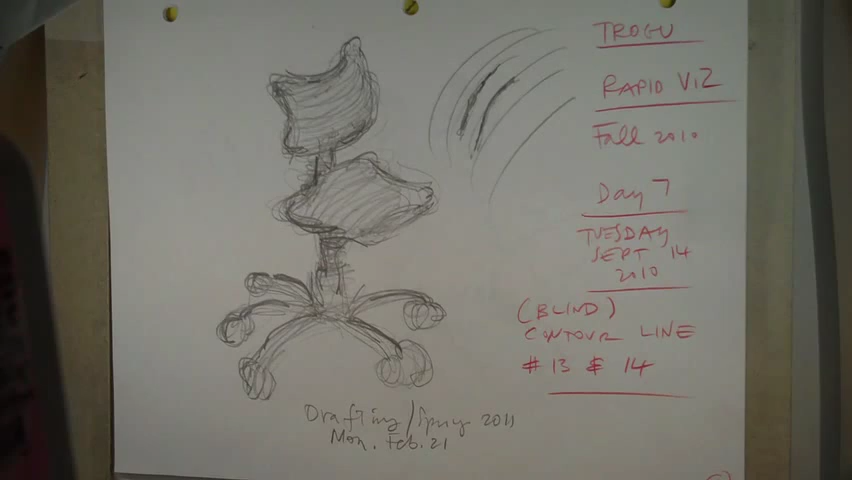 TROGU
RAPID VIZ
Fall 2010
Day 7
TUESDAY
SEPT 14
2010
(BLIND)
CONTOUR LINE
# 13 & 14
Drafting/Spring 2011
Mon. Feb. 21